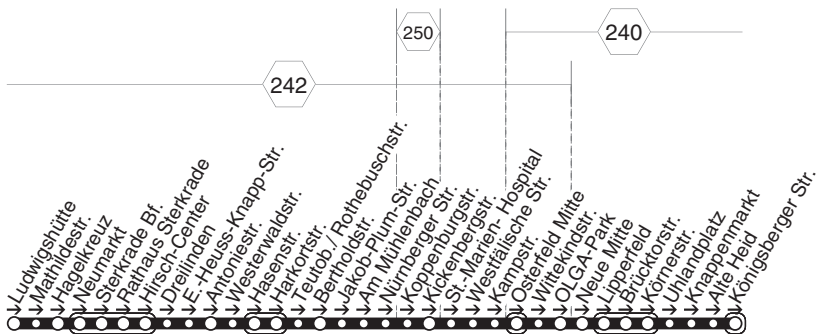 250
240
242
Ludwigshütte
Mathildestr.
Hagelkreuz
Neumarkt
Sterkrade Bf.
Rathaus Sterkrade
Hirsch-Center
Dreilinden
E.-Heuss-Knapp-Str.
Antoniestr.
Westerwaldstr.
Hasenstr.
Harkortstr.
Teutob./ Rothebuschstr.
Bertholdstr.
Jakob-Plum-Str.
Am Mühlenbach
Nürnberger Str.
Koppenburgstr.
Kickenbergstr.
St.-Marien- Hospital
Westfälische Str.
Kampstr.
Osterfeld Mitte
Wittekindstr.
OLGA-Park
Neue Mitte
Lipperfeld
Brücktorstr.
Körnerstr.
Uhlandplatz
Knappenmarkt
Alte Heid
Königsberger Str.